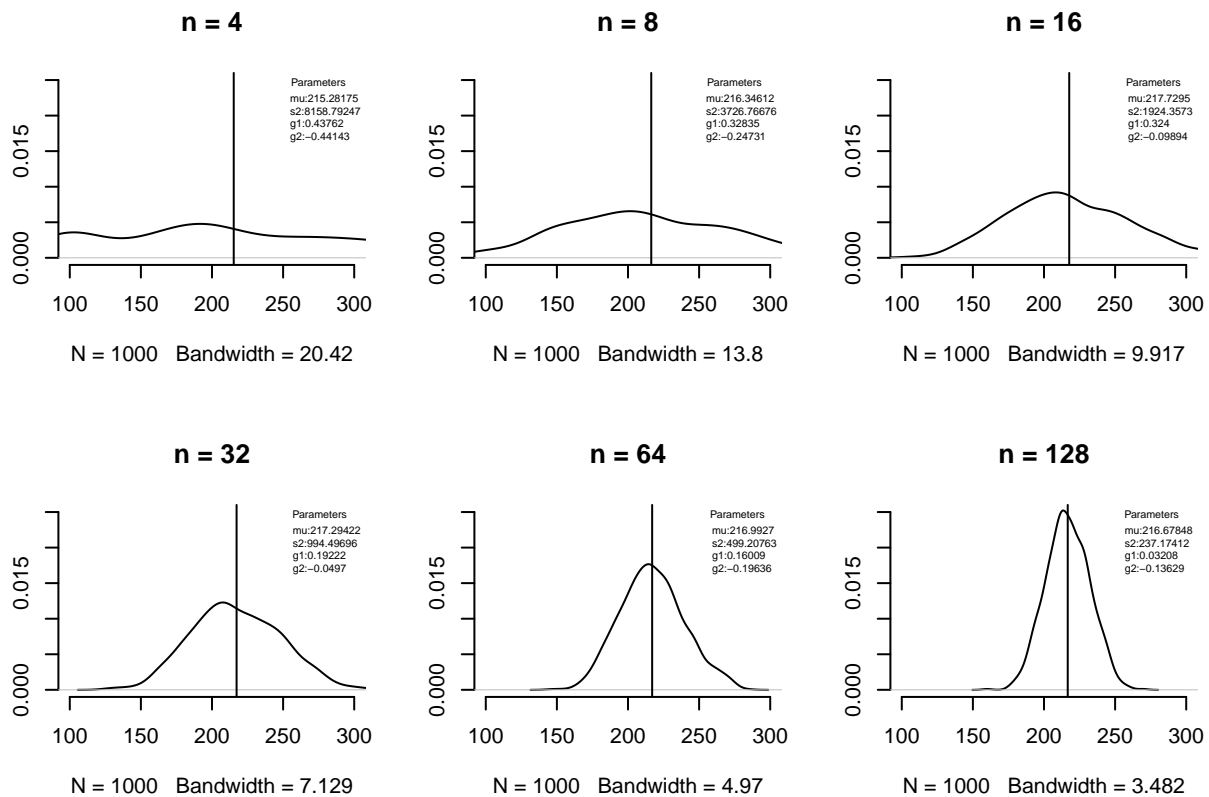 n = 4
Parameters
mu:215.28175
s2:8158.79247
g1:0.43762
g2:−0.44143
0.015
0.000
100 150 200 250 300
N = 1000 Bandwidth = 20.42
n = 8
Parameters
mu:216.34612
s2:3726.76676
g1:0.32835
g2:−0.24731
0.015
0.000
100 150 200 250 300
N = 1000 Bandwidth = 13.8
n = 16
Parameters
mu:217.7295
s2:1924.3573
g1:0.324
g2:−0.09894
0.015
0.000
100 150 200 250 300
N = 1000 Bandwidth = 9.917
n = 32
Parameters
mu:217.29422
s2:994.49696
g1:0.19222
g2:−0.0497
0.015
0.000
100 150 200 250 300
N = 1000 Bandwidth = 7.129
n = 64
Parameters
mu:216.9927
s2:499.20763
g1:0.16009
g2:−0.19636
0.015
0.000
100 150 200 250 300
N = 1000 Bandwidth = 4.97
n = 128
Parameters
mu:216.67848
s2:237.17412
g1:0.03208
g2:−0.13629
0.015
0.000
100 150 200 250 300
N = 1000 Bandwidth = 3.482